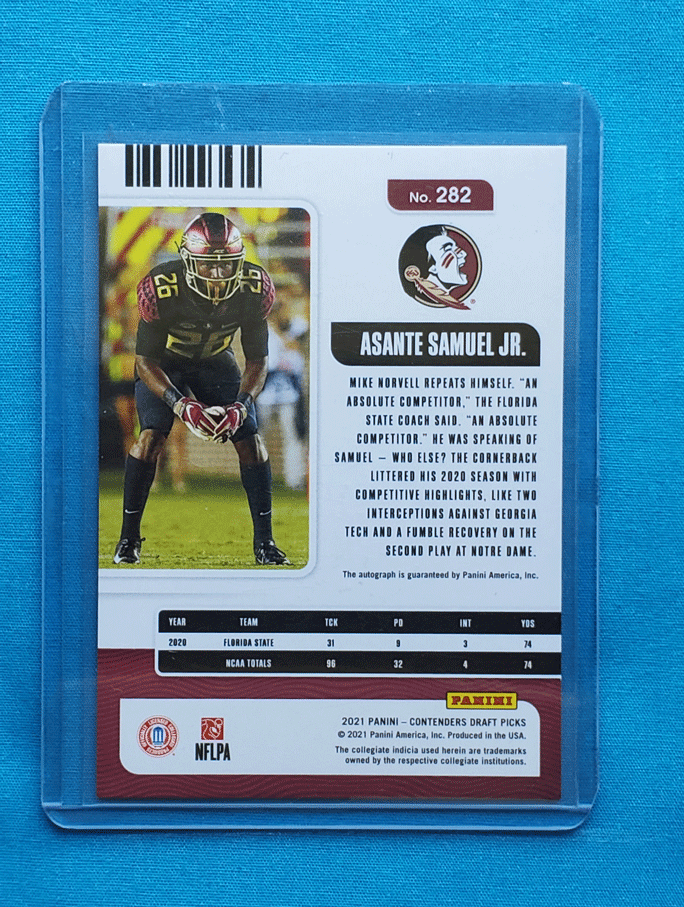 No. 282
26
26
ASANTE SAMUEL JR.
MIKE NORVELL REPEATS HIMSELF. "AN
ABSOLUTE COMPETITOR," THE FLORIDA
STATE COACH SAID. "AN ABSOLUTE
COMPETITOR." HE WAS SPEAKING OF
SAMUEL – WHO ELSE? THE CORNERBACK
LITTERED HIS 2020 SEASON WITH
COMPETITIVE HIGHLIGHTS, LIKE TWO
INTERCEPTIONS AGAINST GEORGIA
TECH AND A FUMBLE RECOVERY ON THE
SECOND PLAY AT NOTRE DAME.
The autograph is guaranteed by Panini America, Inc.
YEAR TEAM TCK PD INT YDS
2020 FLORIDA STATE 31 9 3 74
NCAA TOTALS 96 32 4 74
PANINI
2021 PANINI – CONTENDERS DRAFT PICKS
© 2021 Panini America, Inc. Produced in the USA.
The collegiate indicia used herein are trademarks
owned by the respective collegiate institutions.
OFFICIALLY LICENSED COLLEGIATE PRODUCTS
NFLPA